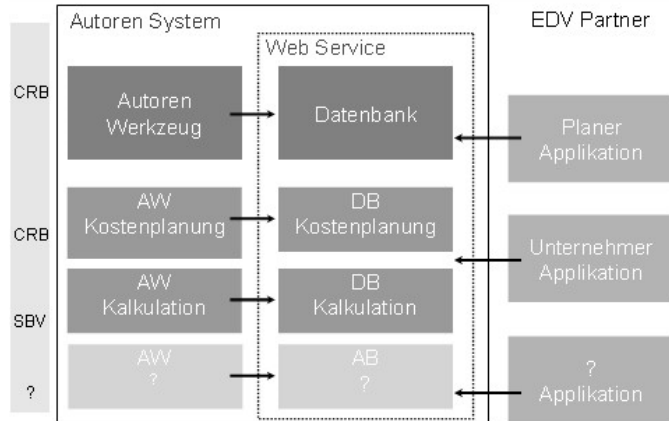 Autoren System
EDV Partner
Web Service
CRB
Autoren
Werkzeug
Datenbank
Planer
Applikation
CRB
AW
Kostenplanung
DB
Kostenplanung
Unternehmer
Applikation
SBV
AW
Kalkulation
DB
Kalkulation
?
AW
?
AB
?
?
Applikation